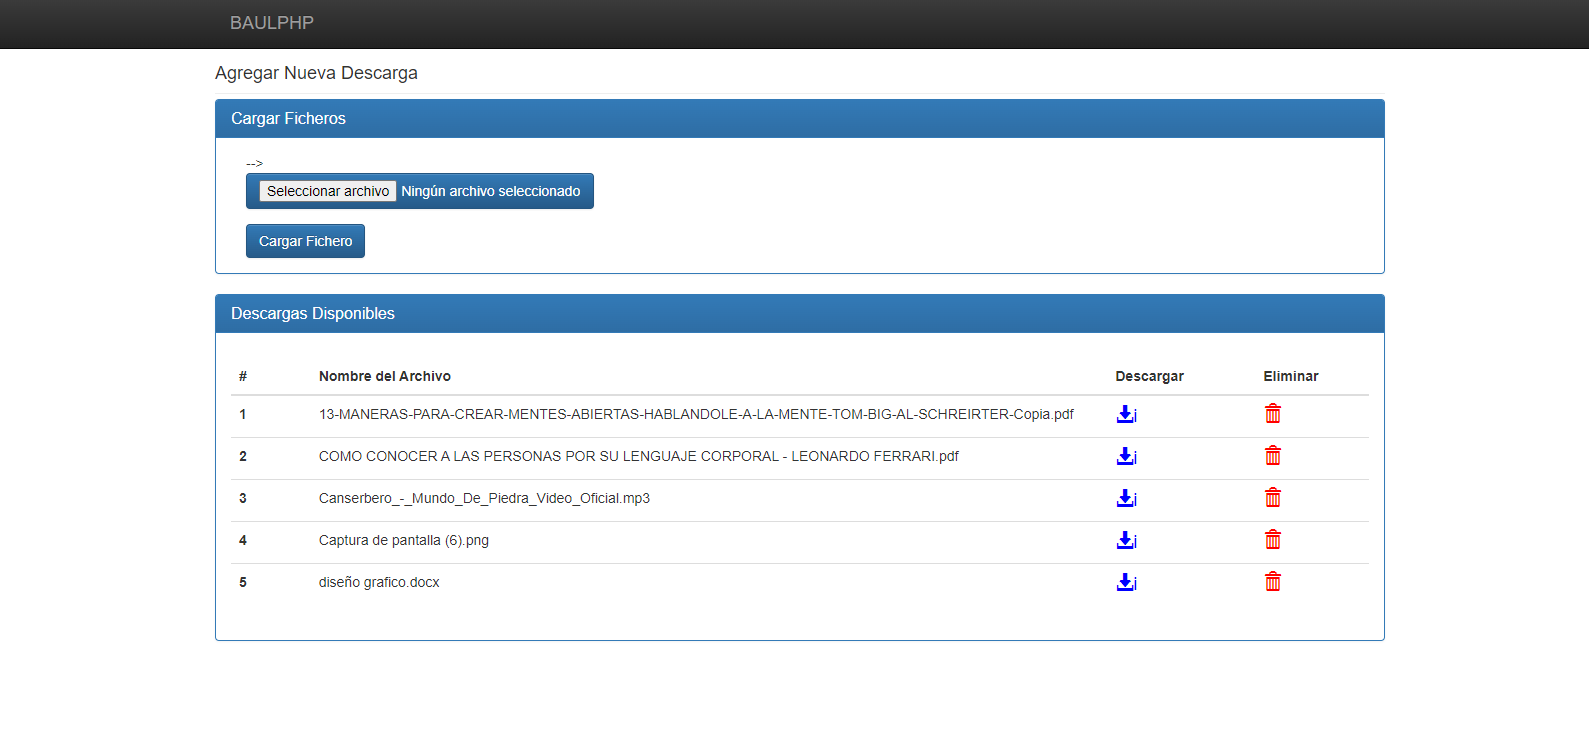 BAULPHP
Agregar Nueva Descarga
Cargar Ficheros
-->
Seleccionar archivo Ningún archivo seleccionado
Cargar Fichero
Descargas Disponibles
# Nombre del Archivo Descargar Eliminar
1 13-MANERAS-PARA-CREAR-MENTES-ABIERTAS-HABLANDOLE-A-LA-MENTE-TOM-BIG-AL-SCHREIRTER-Copia.pdf i
2 COMO CONOCER A LAS PERSONAS POR SU LENGUAJE CORPORAL - LEONARDO FERRARI.pdf i
3 Canserbero_-_Mundo_De_Piedra_Video_Oficial.mp3 i
4 Captura de pantalla (6).png i
5 diseño grafico.docx i